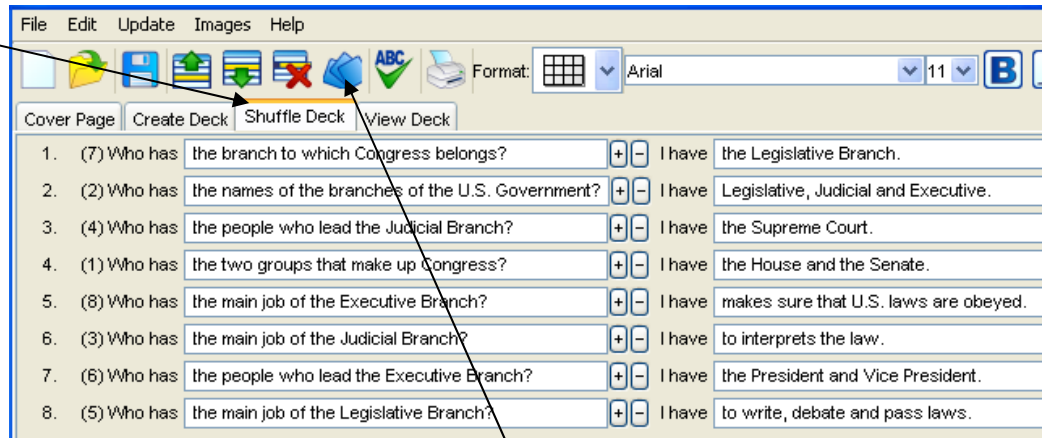 File Edit Update Images Help
ABC Format: Arial 11 B
Cover Page Create Deck Shuffle Deck View Deck
1. (7) Who has the branch to which Congress belongs? + - I have the Legislative Branch.
2. (2) Who has the names of the branches of the U.S. Government? + - I have Legislative, Judicial and Executive.
3. (4) Who has the people who lead the Judicial Branch? + - I have the Supreme Court.
4. (1) Who has the two groups that make up Congress? + - I have the House and the Senate.
5. (8) Who has the main job of the Executive Branch? + - I have makes sure that U.S. laws are obeyed.
6. (3) Who has the main job of the Judicial Branch? + - I have to interprets the law.
7. (6) Who has the people who lead the Executive Branch? + - I have the President and Vice President.
8. (5) Who has the main job of the Legislative Branch? + - I have to write, debate and pass laws.